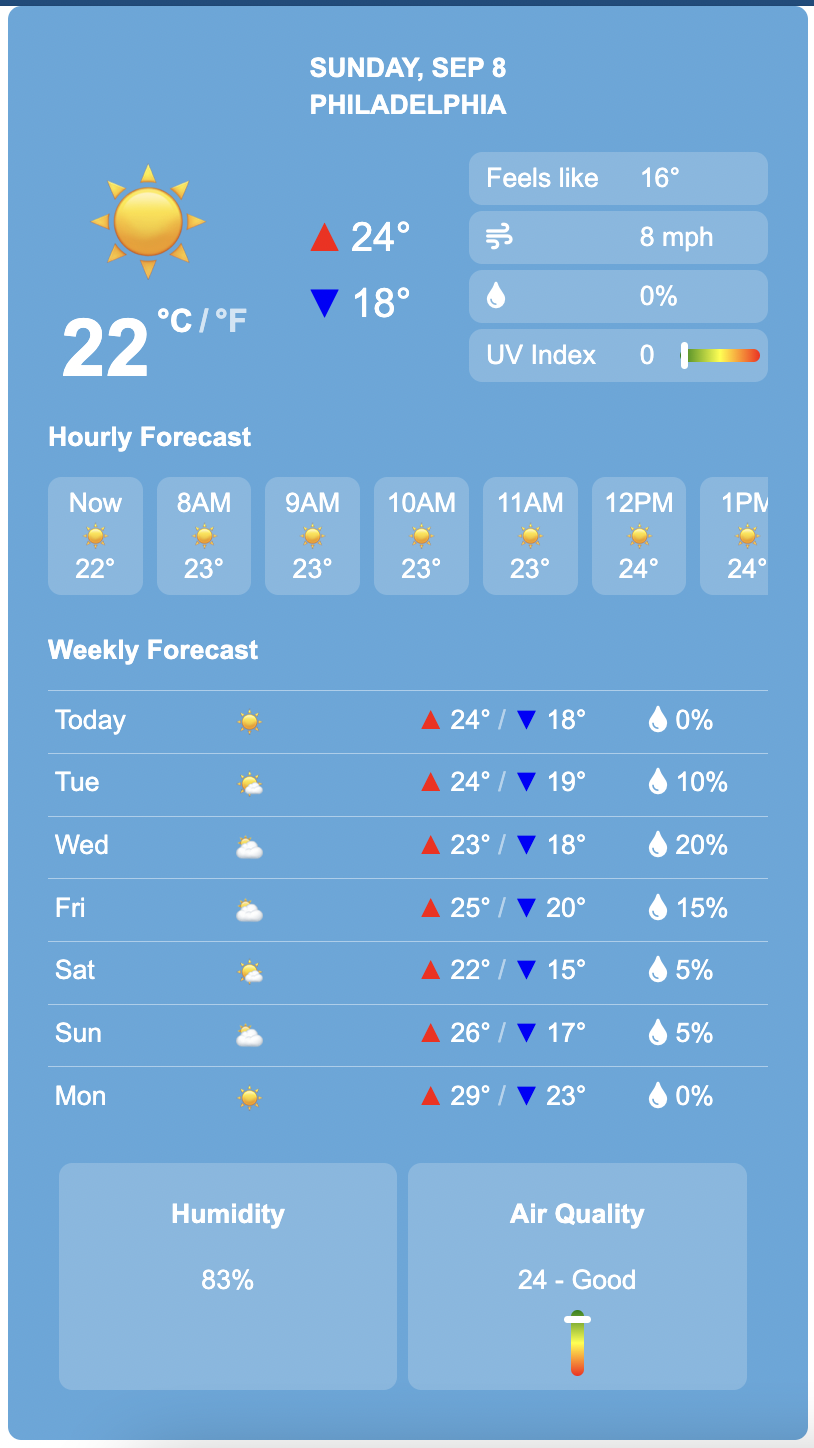 SUNDAY, SEP 8
PHILADELPHIA
22 °C / °F
24°
18°
Feels like 16°
8 mph
0%
UV Index 0
Hourly Forecast
Now 8AM 9AM 10AM 11AM 12PM 1PM
22° 23° 23° 23° 23° 24° 24°
Weekly Forecast
Today 24° / 18° 0%
Tue 24° / 19° 10%
Wed 23° / 18° 20%
Fri 25° / 20° 15%
Sat 22° / 15° 5%
Sun 26° / 17° 5%
Mon 29° / 23° 0%
Humidity Air Quality
83% 24 - Good